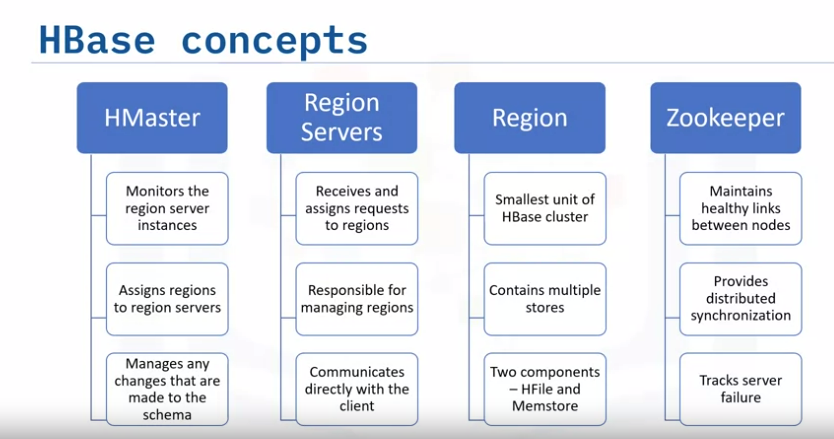 HBase concepts
HMaster
Monitors the
region server
instances
Assigns regions
to region servers
Manages any
changes that are
made to the
schema
Region
Servers
Receives and
assigns requests
to regions
Responsible for
managing regions
Communicates
directly with the
client
Region
Smallest unit of
HBase cluster
Contains multiple
stores
Two components
– HFile and
Memstore
Zookeeper
Maintains
healthy links
between nodes
Provides
distributed
synchronization
Tracks server
failure